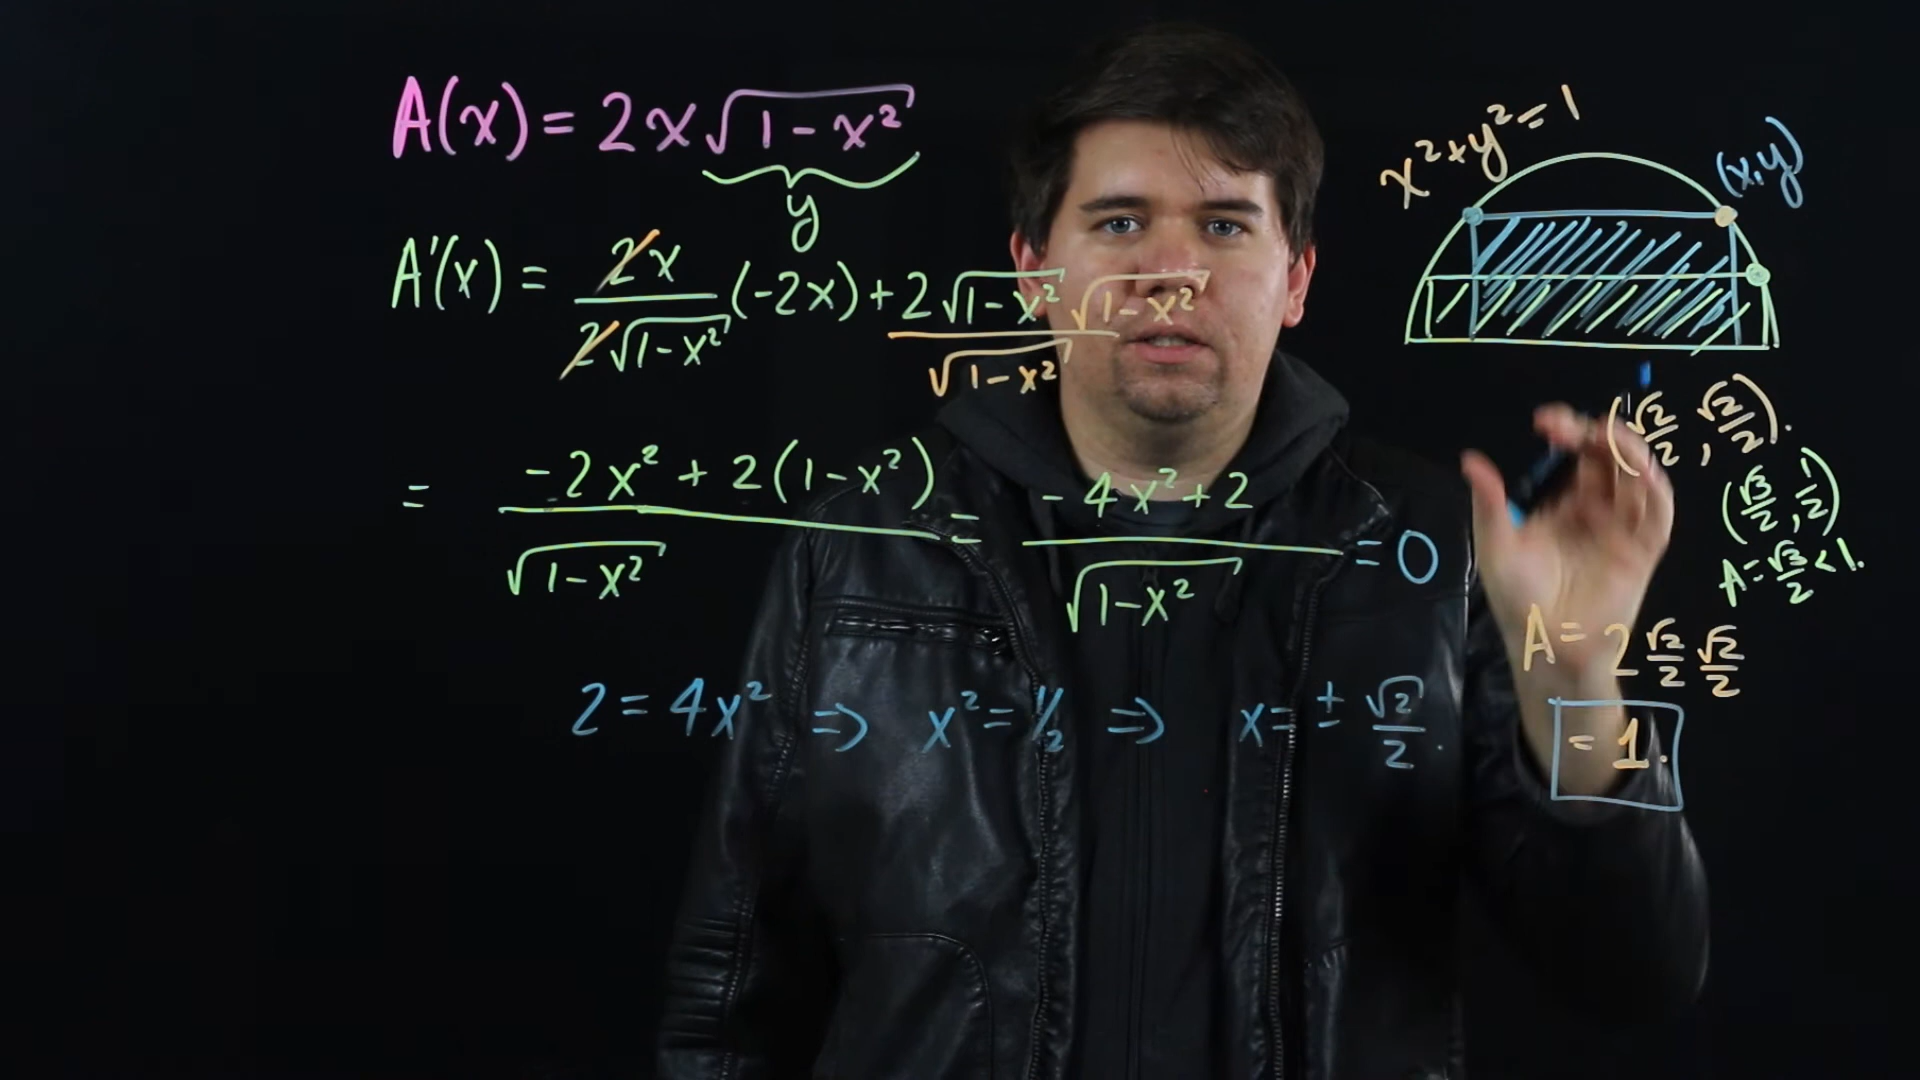 A(x) = 2x√(1-x²)
y
A'(x) = 2x/(2√(1-x²)) (-2x) + 2√(1-x²) √(1-x²)/√(1-x²)
= (-2x² + 2(1-x²))/√(1-x²) = (-4x²+2)/√(1-x²) = 0
2 = 4x² ⇒ x² = 1/2 ⇒ x = ± √2/2.
x²+y²=1
(x,y)
(√2/2, √2/2).
(√3/2, 1/2)
A = √3/2 < 1.
A = 2 √2/2 √2/2
= 1.